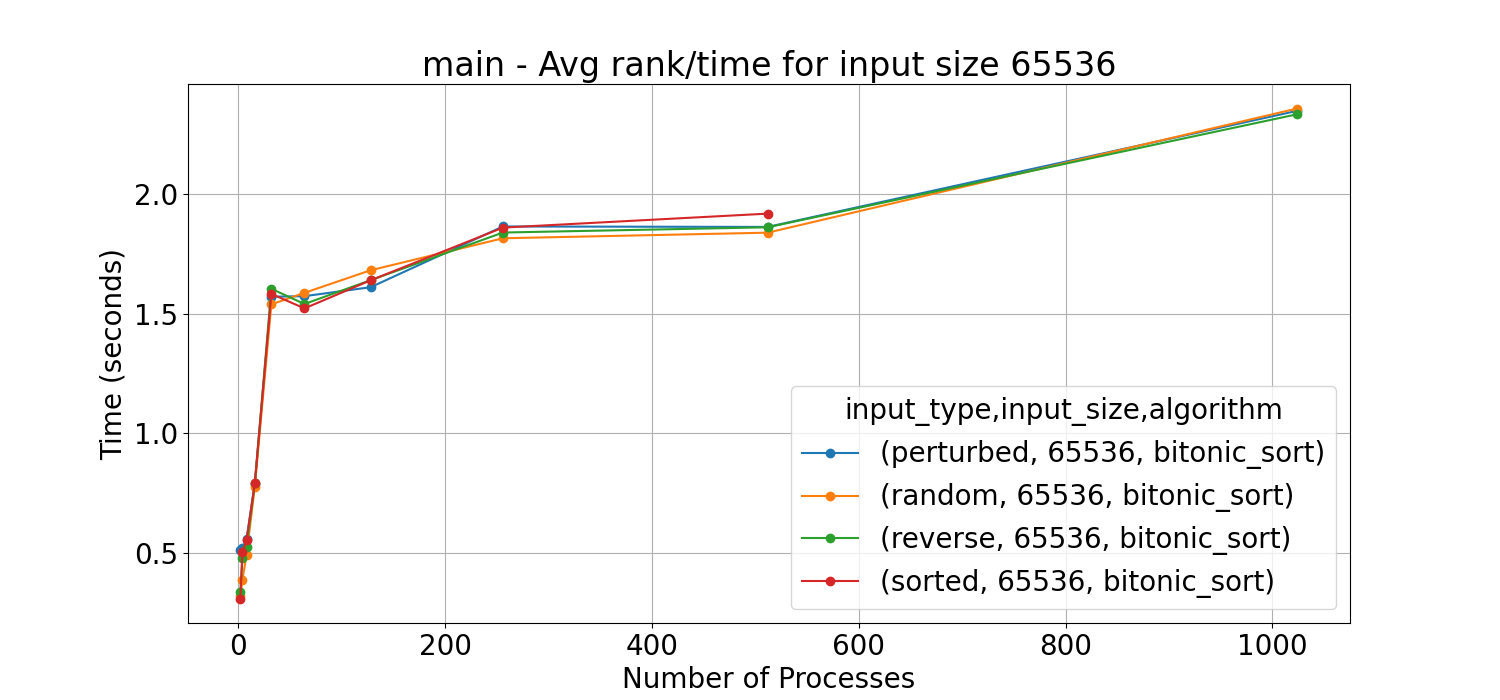 main - Avg rank/time for input size 65536
Time (seconds)
2.0
1.5
1.0
0.5
input_type,input_size,algorithm
(perturbed, 65536, bitonic_sort)
(random, 65536, bitonic_sort)
(reverse, 65536, bitonic_sort)
(sorted, 65536, bitonic_sort)
0 200 400 600 800 1000
Number of Processes